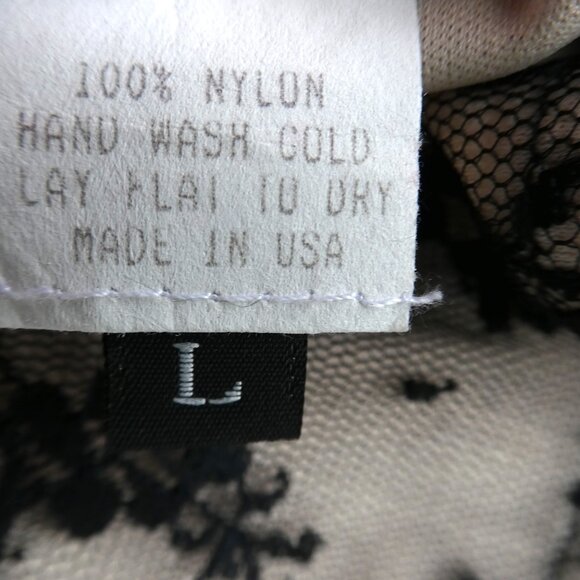 100% NYLON
HAND WASH COLD
LAY FLAT TO DRY
MADE IN USA
L